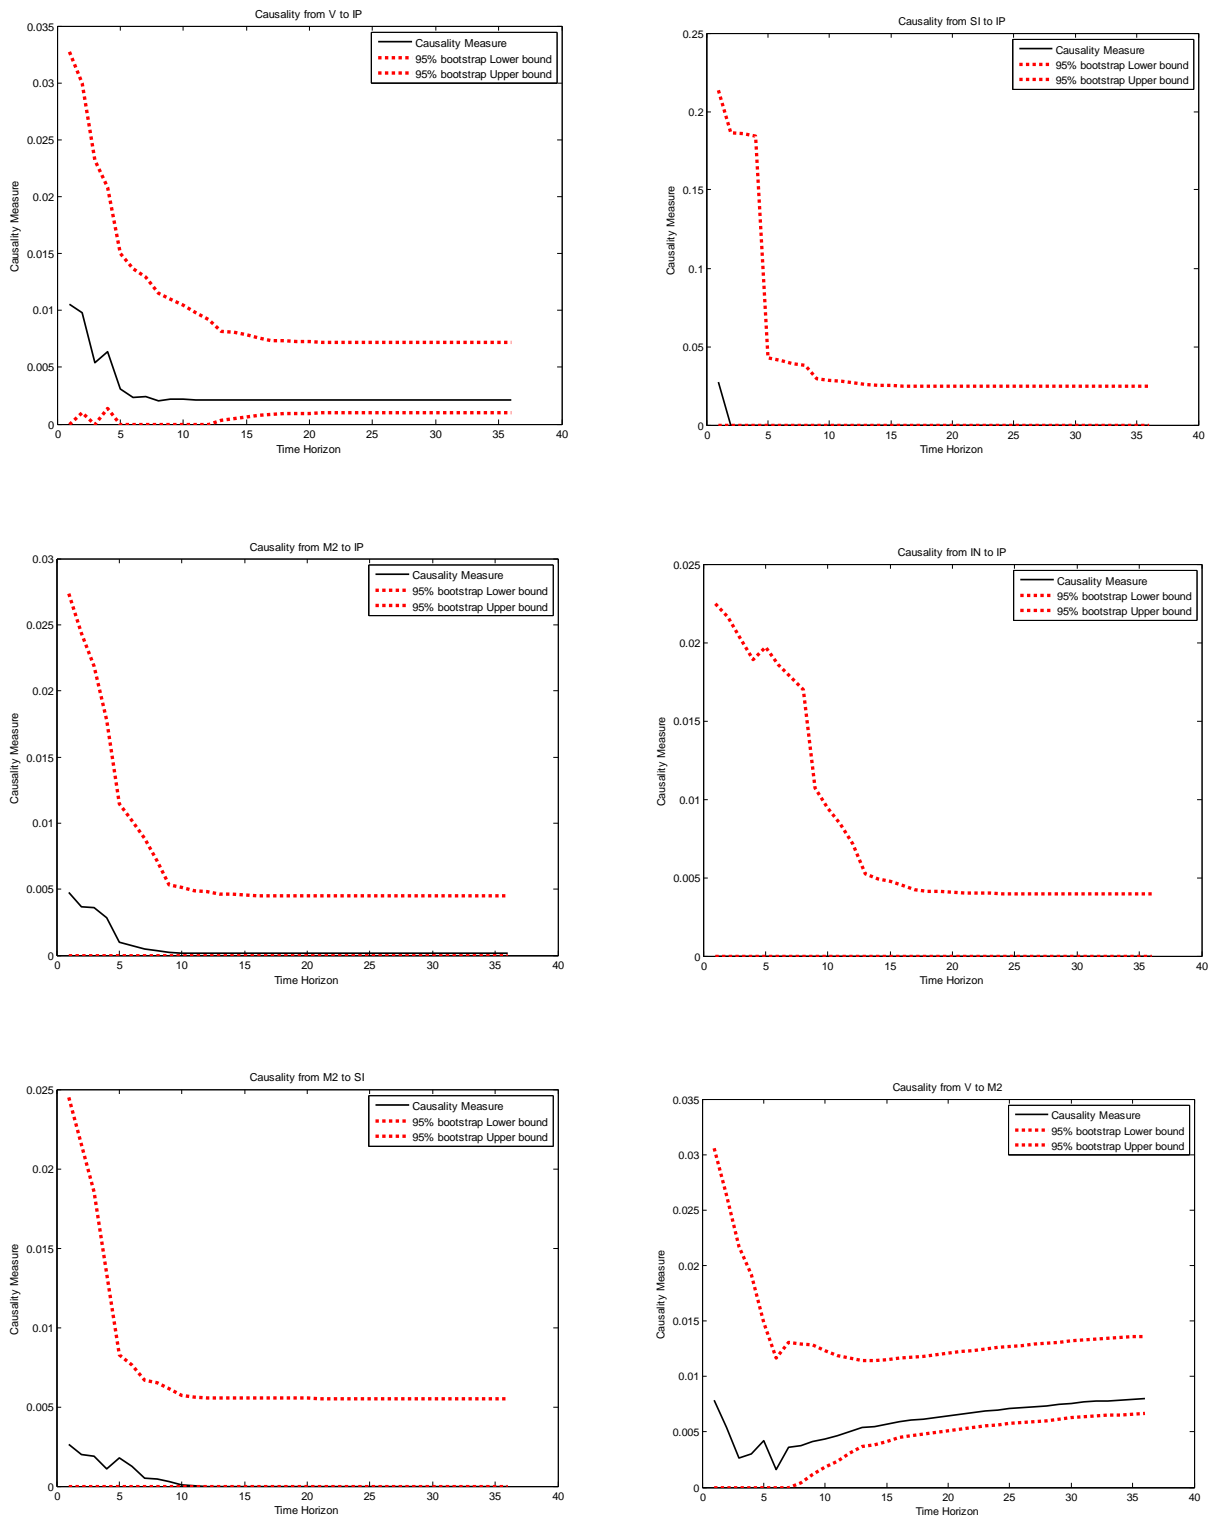 Causality from V to IP
0.035
0.03
0.025
0.02
0.015
0.01
0.005
0
Causality Measure
Causality Measure
95% bootstrap Lower bound
95% bootstrap Upper bound
0 5 10 15 20 25 30 35 40
Time Horizon
Causality from SI to IP
0.25
0.2
0.15
0.1
0.05
0
Causality Measure
Causality Measure
95% bootstrap Lower bound
95% bootstrap Upper bound
0 5 10 15 20 25 30 35 40
Time Horizon
Causality from M2 to IP
0.03
0.025
0.02
0.015
0.01
0.005
0
Causality Measure
Causality Measure
95% bootstrap Lower bound
95% bootstrap Upper bound
0 5 10 15 20 25 30 35 40
Time Horizon
Causality from IN to IP
0.025
0.02
0.015
0.01
0.005
0
Causality Measure
Causality Measure
95% bootstrap Lower bound
95% bootstrap Upper bound
0 5 10 15 20 25 30 35 40
Time Horizon
Causality from M2 to SI
0.025
0.02
0.015
0.01
0.005
0
Causality Measure
Causality Measure
95% bootstrap Lower bound
95% bootstrap Upper bound
0 5 10 15 20 25 30 35 40
Time Horizon
Causality from V to M2
0.035
0.03
0.025
0.02
0.015
0.01
0.005
0
Causality Measure
Causality Measure
95% bootstrap Lower bound
95% bootstrap Upper bound
0 5 10 15 20 25 30 35 40
Time Horizon